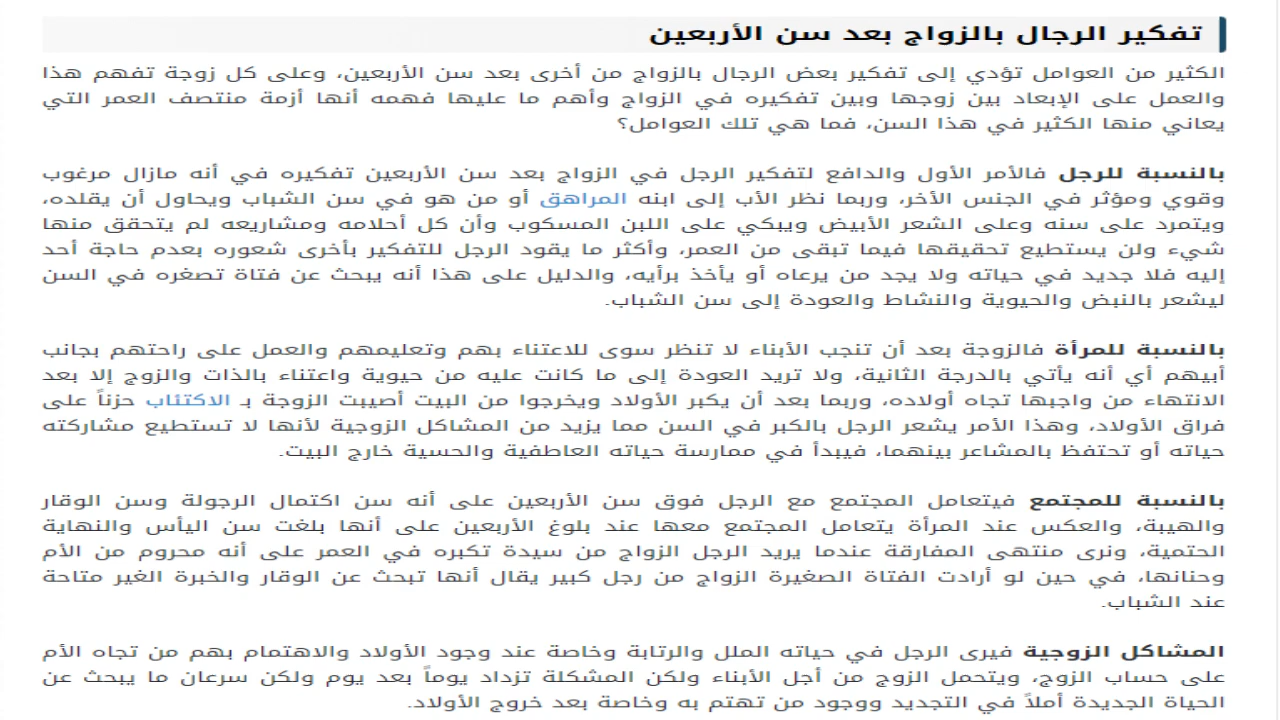 تفكير الرجال بالزواج بعد سن الأربعين
الكثير من العوامل تؤدي إلى تفكير بعض الرجال بالزواج من أخرى بعد سن الأربعين، وعلى كل زوجة تفهم هذا
والعمل على الإبعاد بين زوجها وبين تفكيره في الزواج وأهم ما عليها فهمه أنها أزمة منتصف العمر التي
يعاني منها الكثير في هذا السن، فما هي تلك العوامل؟
بالنسبة للرجل فالأمر الأول والدافع لتفكير الرجل في الزواج بعد سن الأربعين تفكيره في أنه مازال مرغوب
وقوي ومؤثر في الجنس الأخر، وربما نظر الأب إلى ابنه المراهق أو من هو في سن الشباب ويحاول أن يقلده،
ويتمرد على سنه وعلى الشعر الأبيض ويبكي على اللبن المسكوب وأن كل أحلامه ومشاريعه لم يتحقق منها
شيء ولن يستطيع تحقيقها فيما تبقى من العمر، وأكثر ما يقود الرجل للتفكير بأخرى شعوره بعدم حاجة أحد
إليه فلا جديد في حياته ولا يجد من يرعاه أو يأخذ برأيه، والدليل على هذا أنه يبحث عن فتاة تصغره في السن
ليشعر بالنبض والحيوية والنشاط والعودة إلى سن الشباب.
بالنسبة للمرأة فالزوجة بعد أن تنجب الأبناء لا تنظر سوى للاعتناء بهم وتعليمهم والعمل على راحتهم بجانب
أبيهم أي أنه يأتي بالدرجة الثانية، ولا تريد العودة إلى ما كانت عليه من حيوية واعتناء بالذات والزوج إلا بعد
الانتهاء من واجبها تجاه أولاده، وربما بعد أن يكبر الأولاد ويخرجوا من البيت أصيبت الزوجة بـ الاكتئاب حزناً على
فراق الأولاد، وهذا الأمر يشعر الرجل بالكبر في السن مما يزيد من المشاكل الزوجية لأنها لا تستطيع مشاركته
حياته أو تحتفظ بالمشاعر بينهما، فيبدأ في ممارسة حياته العاطفية والحسية خارج البيت.
بالنسبة للمجتمع فيتعامل المجتمع مع الرجل فوق سن الأربعين على أنه سن اكتمال الرجولة وسن الوقار
والهيبة، والعكس عند المرأة يتعامل المجتمع معها عند بلوغ الأربعين على أنها بلغت سن اليأس والنهاية
الحتمية، ونرى منتهى المفارقة عندما يريد الرجل الزواج من سيدة تكبره في العمر على أنه محروم من الأم
وحنانها، في حين لو أرادت الفتاة الصغيرة الزواج من رجل كبير يقال أنها تبحث عن الوقار والخبرة الغير متاحة
عند الشباب.
المشاكل الزوجية فيرى الرجل في حياته الملل والرتابة وخاصة عند وجود الأولاد والاهتمام بهم من تجاه الأم
على حساب الزوج، ويتحمل الزوج من أجل الأبناء ولكن المشكلة تزداد يوماً بعد يوم ولكن سرعان ما يبحث عن
الحياة الجديدة أملاً في التجديد ووجود من تهتم به وخاصة بعد خروج الأولاد.